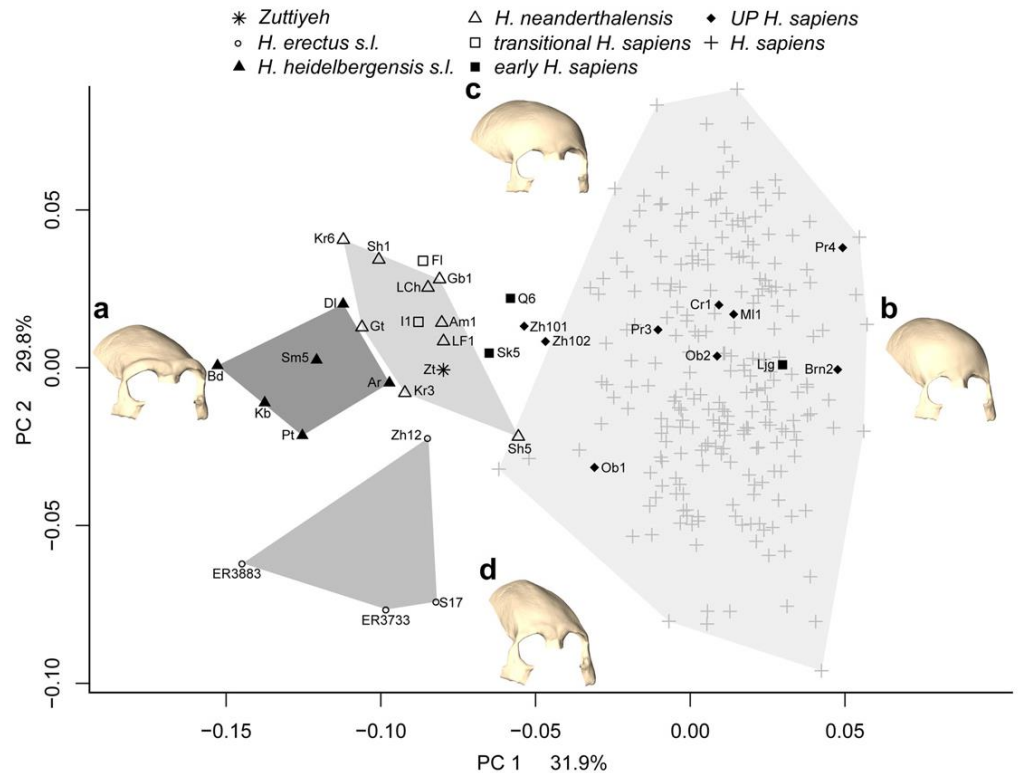 Zuttiyeh
H. neanderthalensis
UP H. sapiens
H. erectus s.l.
transitional H. sapiens
H. sapiens
H. heidelbergensis s.l.
early H. sapiens
c
Kr6
Sh1
Fl
Gb1
LCh
Pr4
a
Dl
Q6
Cr1
b
Gt
I1
Am1
Zh101
Pr3
Ml1
LF1
Zh102
Sm5
Sk5
Ob2
Ljg
Brn2
Bd
Zt
Ar
Kr3
Kb
Pt
Zh12
Sh5
Ob1
d
ER3883
S17
ER3733
0.05
0.00
−0.05
−0.10
PC 2 29.8%
−0.15
−0.10
−0.05
0.00
0.05
PC 1 31.9%